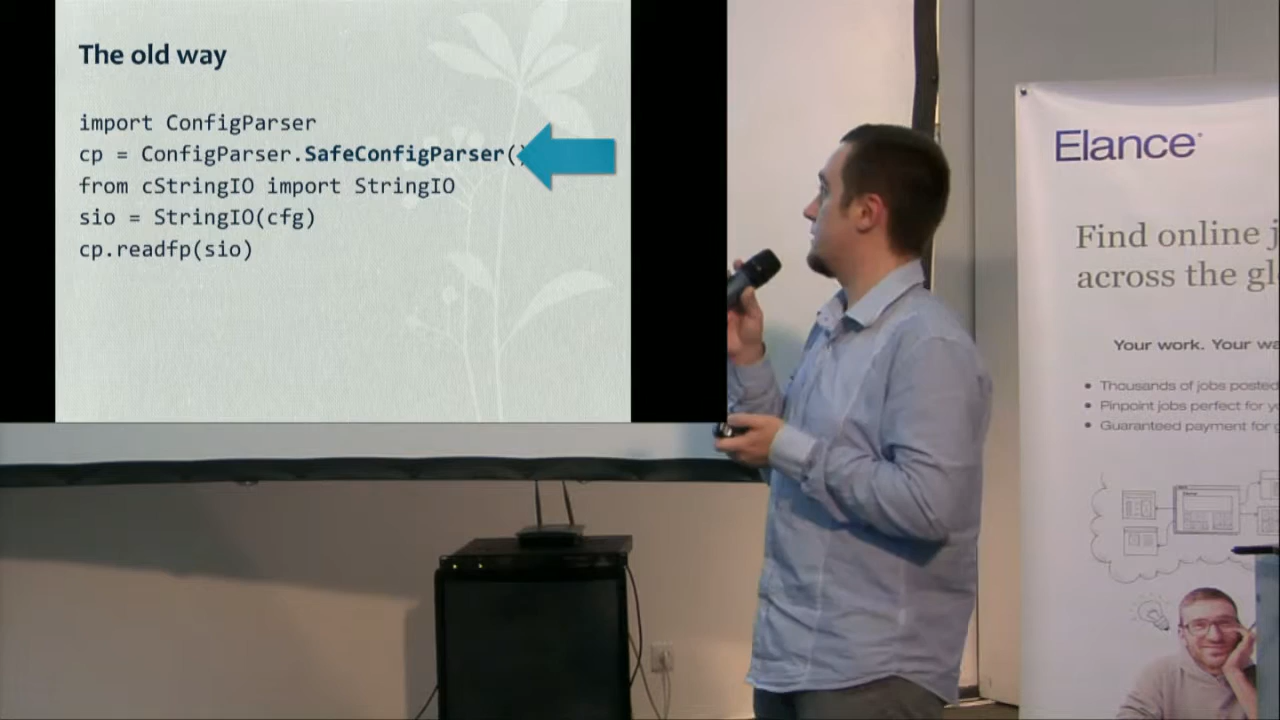 The old way
import ConfigParser
cp = ConfigParser.SafeConfigParser()
from cStringIO import StringIO
sio = StringIO(cfg)
cp.readfp(sio)
Elance
Find online j
across the gl
Your work. Your wa
Thousands of jobs posted
Pinpoint jobs perfect for y
Guaranteed payment for